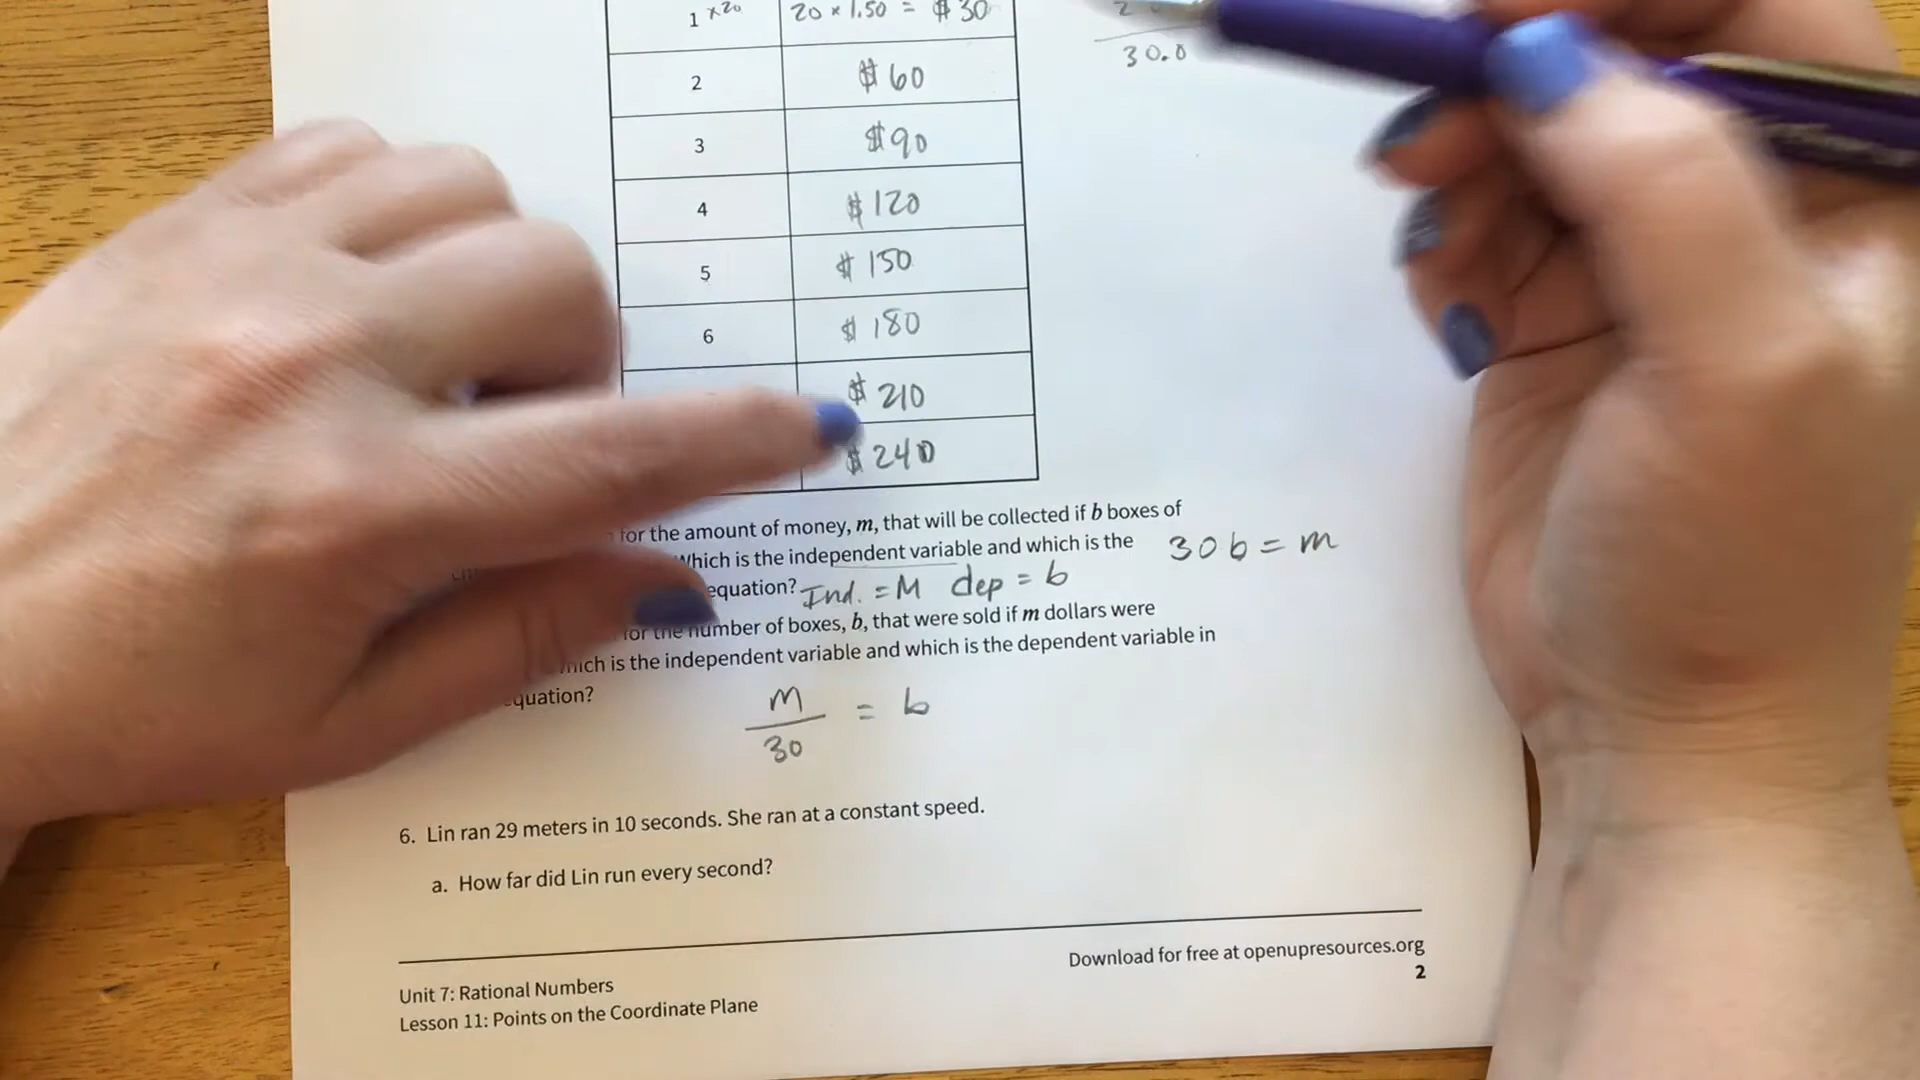 1 x20 20 x 1.50 = $30
30.0
2 $60
3 $90
4 $120
5 $150
6 $180
$210
$240
for the amount of money, m, that will be collected if b boxes of
Which is the independent variable and which is the 30b = m
equation? Ind. = M dep = b
for the number of boxes, b, that were sold if m dollars were
is the independent variable and which is the dependent variable in
quation?
m
= b
30
6. Lin ran 29 meters in 10 seconds. She ran at a constant speed.
a. How far did Lin run every second?
Download for free at openupresources.org
2
Unit 7: Rational Numbers
Lesson 11: Points on the Coordinate Plane